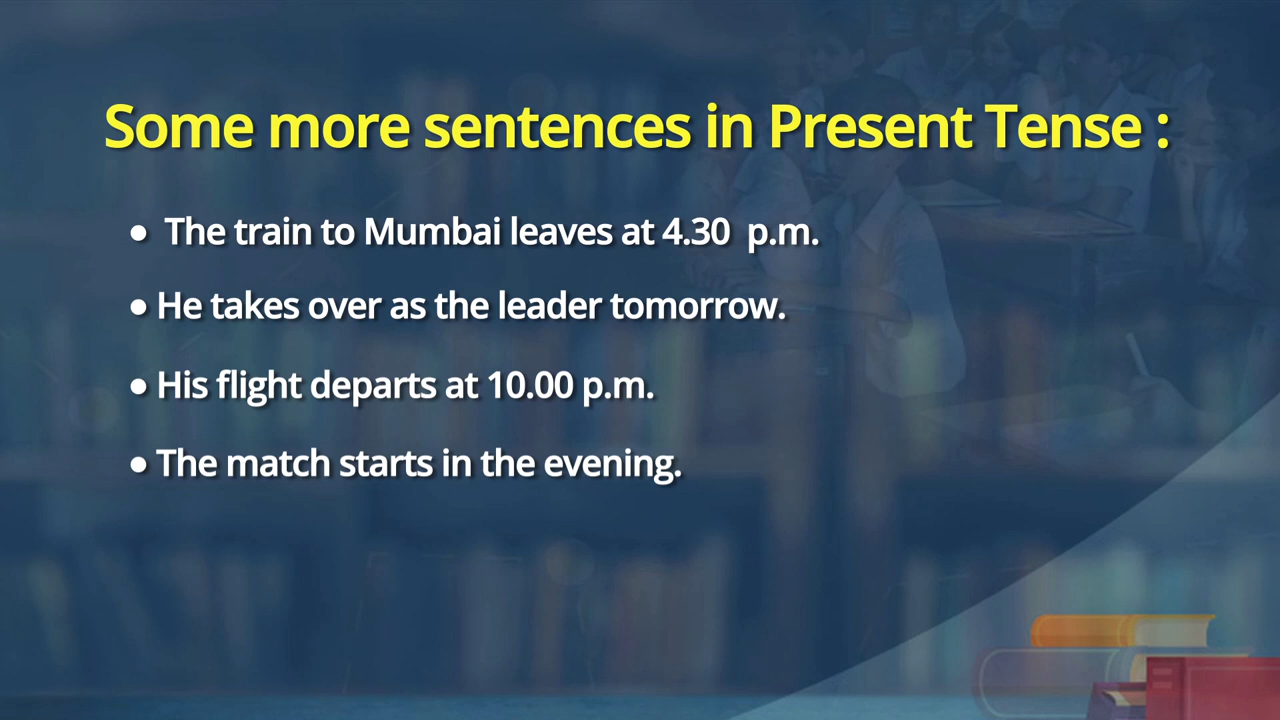 Some more sentences in Present Tense :
● The train to Mumbai leaves at 4.30 p.m.
● He takes over as the leader tomorrow.
● His flight departs at 10.00 p.m.
● The match starts in the evening.